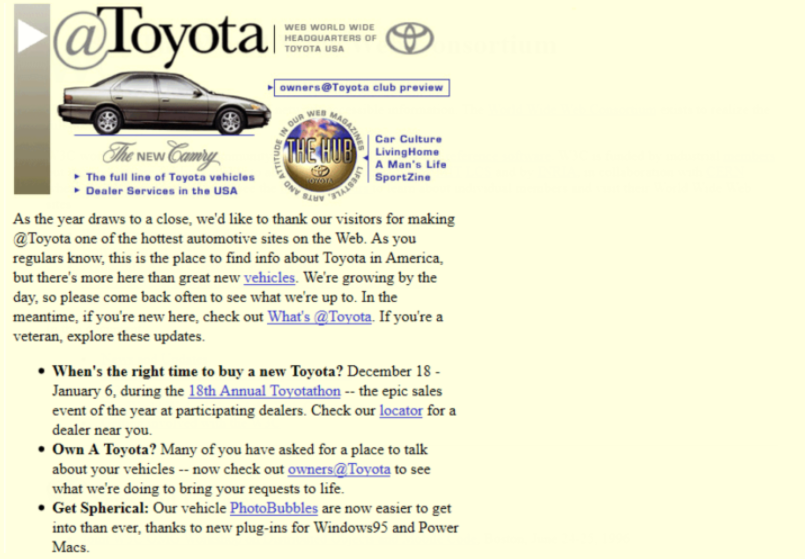 @Toyota
WEB WORLD WIDE
HEADQUARTERS OF
TOYOTA USA
owners@Toyota club preview
The NEW Camry
The full line of Toyota vehicles
Dealer Services in the USA
ATTITUDE IN OUR WEB MAGAZINES
LIFESTYLE, ARTS AND
THE HUB
TOYOTA
Car Culture
LivingHome
A Man's Life
SportZine
As the year draws to a close, we'd like to thank our visitors for making
@Toyota one of the hottest automotive sites on the Web. As you
regulars know, this is the place to find info about Toyota in America,
but there's more here than great new vehicles. We're growing by the
day, so please come back often to see what we're up to. In the
meantime, if you're new here, check out What's @Toyota. If you're a
veteran, explore these updates.
• When's the right time to buy a new Toyota? December 18 -
January 6, during the 18th Annual Toyotathon -- the epic sales
event of the year at participating dealers. Check our locator for a
dealer near you.
• Own A Toyota? Many of you have asked for a place to talk
about your vehicles -- now check out owners@Toyota to see
what we're doing to bring your requests to life.
• Get Spherical: Our vehicle PhotoBubbles are now easier to get
into than ever, thanks to new plug-ins for Windows95 and Power
Macs.